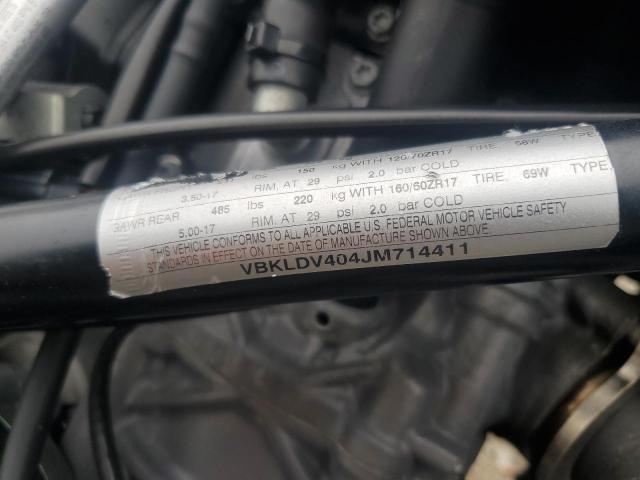 lbs 150 kg WITH 120/70ZR17 TIRE, 58W TYPE,
3.50-17 RIM, AT 29 psi 2.0 bar COLD
REAR 485 lbs 220 kg WITH 160/60ZR17 TIRE, 69W TYPE,
5.00-17 RIM, AT 29 psi 2.0 bar COLD
THIS VEHICLE CONFORMS TO ALL APPLICABLE U.S. FEDERAL MOTOR VEHICLE SAFETY
STANDARDS IN EFFECT ON THE DATE OF MANUFACTURE SHOWN ABOVE.
VBKLDV404JM714411